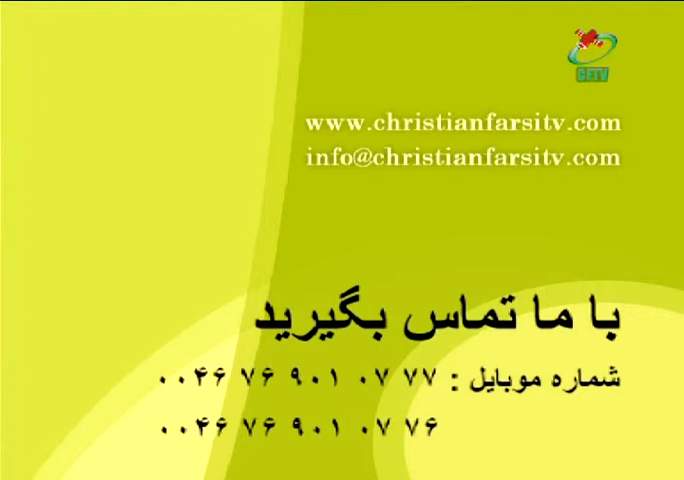 CFTV
www.christianfarsitv.com
info@christianfarsitv.com
با ما تماس بگیرید
شماره موبایل : ۰۰۴۶ ۷۶ ۹۰۱ ۰۷ ۷۷
۰۰۴۶ ۷۶ ۹۰۱ ۰۷ ۷۶